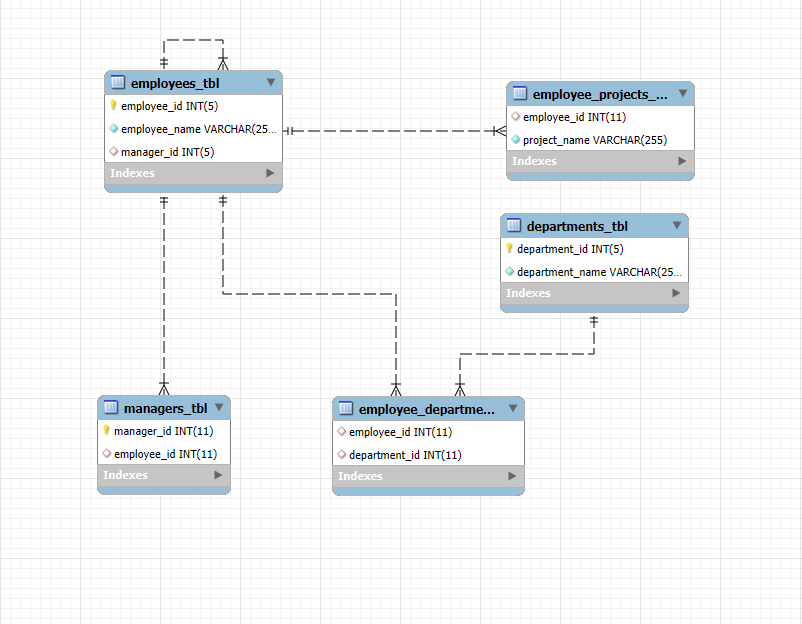 employees_tbl
employee_id INT(5)
employee_name VARCHAR(25...
manager_id INT(5)
Indexes
employee_projects_...
employee_id INT(11)
project_name VARCHAR(255)
Indexes
departments_tbl
department_id INT(5)
department_name VARCHAR(25...
Indexes
managers_tbl
manager_id INT(11)
employee_id INT(11)
Indexes
employee_departme...
employee_id INT(11)
department_id INT(11)
Indexes